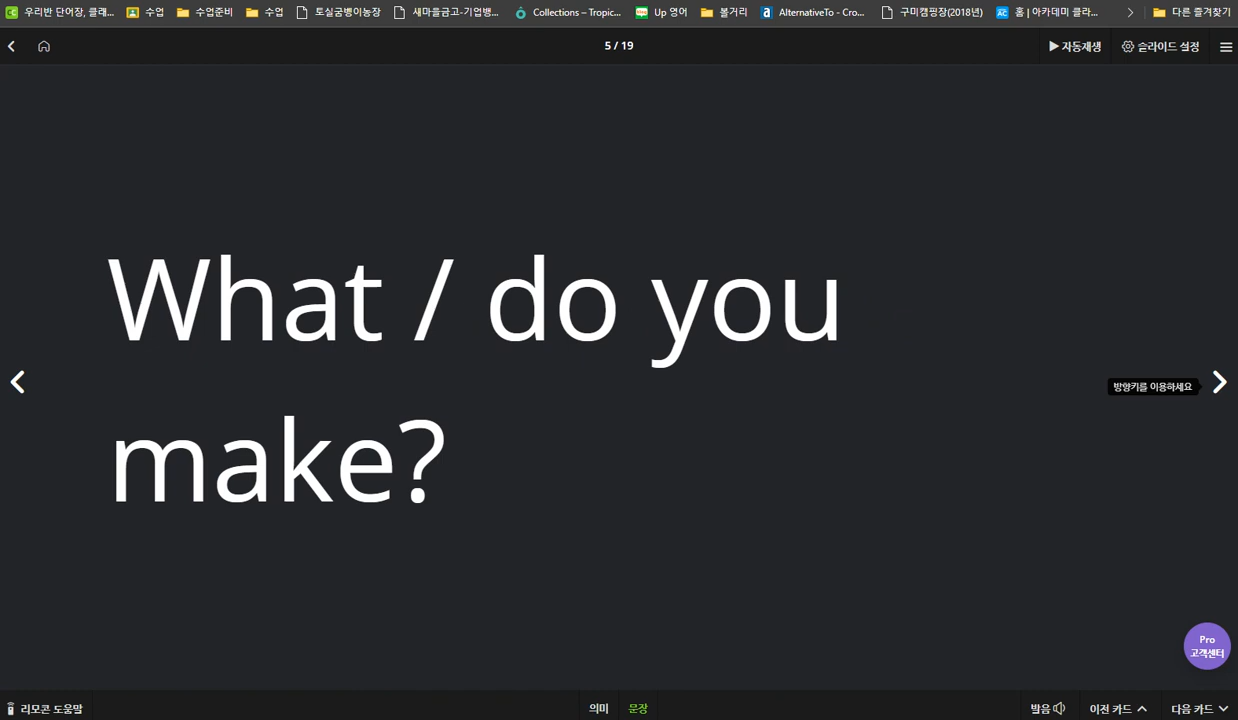 우리반 단어장, 클래... 수업 수업준비 수업 토실굼벵이농장 새마을금고-기업뱅... Collections – Tropic... Up 영어 볼거리 AlternativeTo - Cro... 구미캠핑장(2018년) 홈 | 아카데미 클라... 다른 즐겨찾기
5 / 19 자동재생 슬라이드 설정
What / do you
make?
방향키를 이용하세요
Pro
고객센터
리모콘 도움말 의미 문장 발음 이전 카드 다음 카드